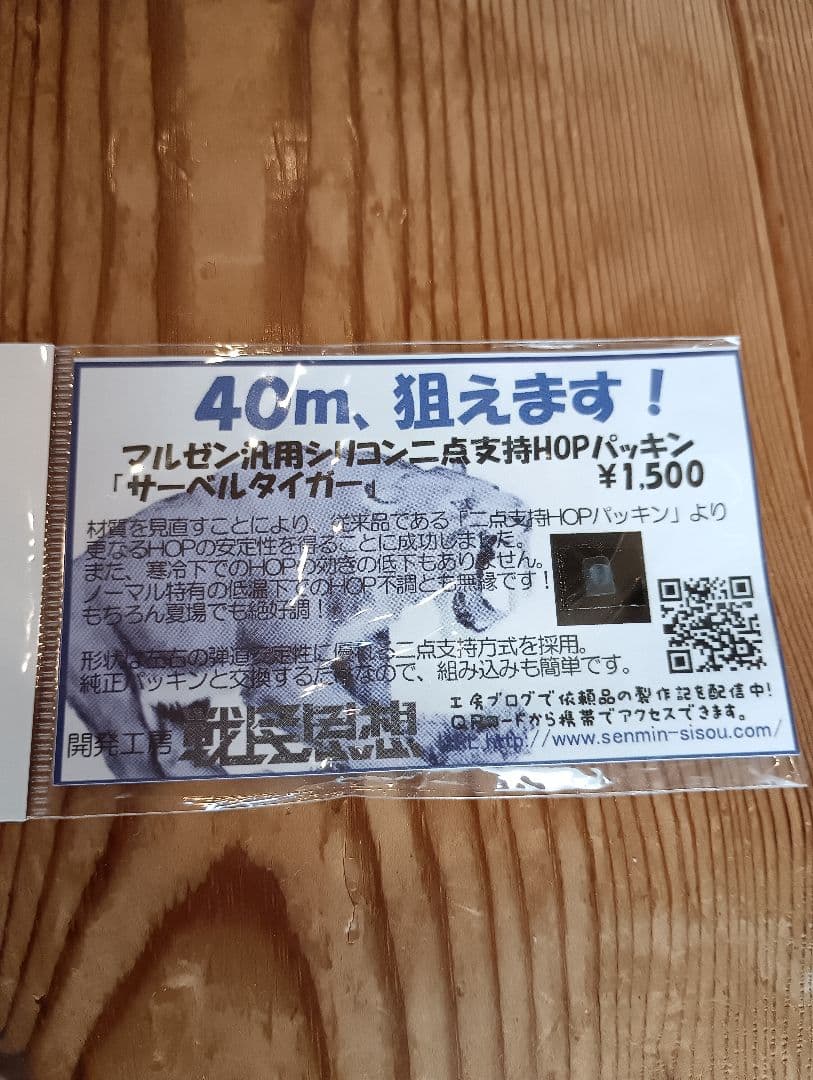 40m、狙えます！
マルゼン汎用シリコン二点支持HOPパッキン
「サーベルタイガー」 ￥1,500
材質を見直すことにより、従来品である「二点支持HOPパッキン」より
更なるHOPの安定性を得ることに成功しました。
また、寒冷下でのHOPの効きの低下もありません。
ノーマル特有の低温下でのHOP不調とも無縁です！
もちろん夏場でも絶好調！
形状は左右の弾道安定性に優れる二点支持方式を採用。
純正パッキンと交換するだけなので、組み込みも簡単です。
工房ブログで依頼品の製作記を配信中！
QRコードから携帯でアクセスできます。
開発工房 戦民思想
URL http://www.senmin-sisou.com/